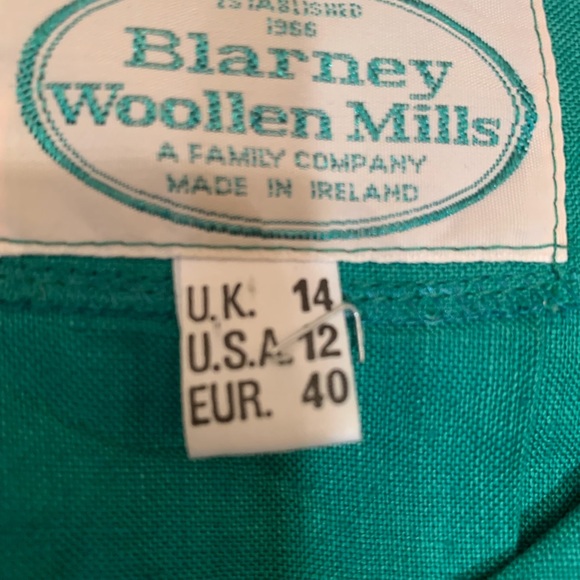 ESTABLISHED
1966
Blarney
Woollen Mills
A FAMILY COMPANY
MADE IN IRELAND
U.K. 14
U.S.A. 12
EUR. 40